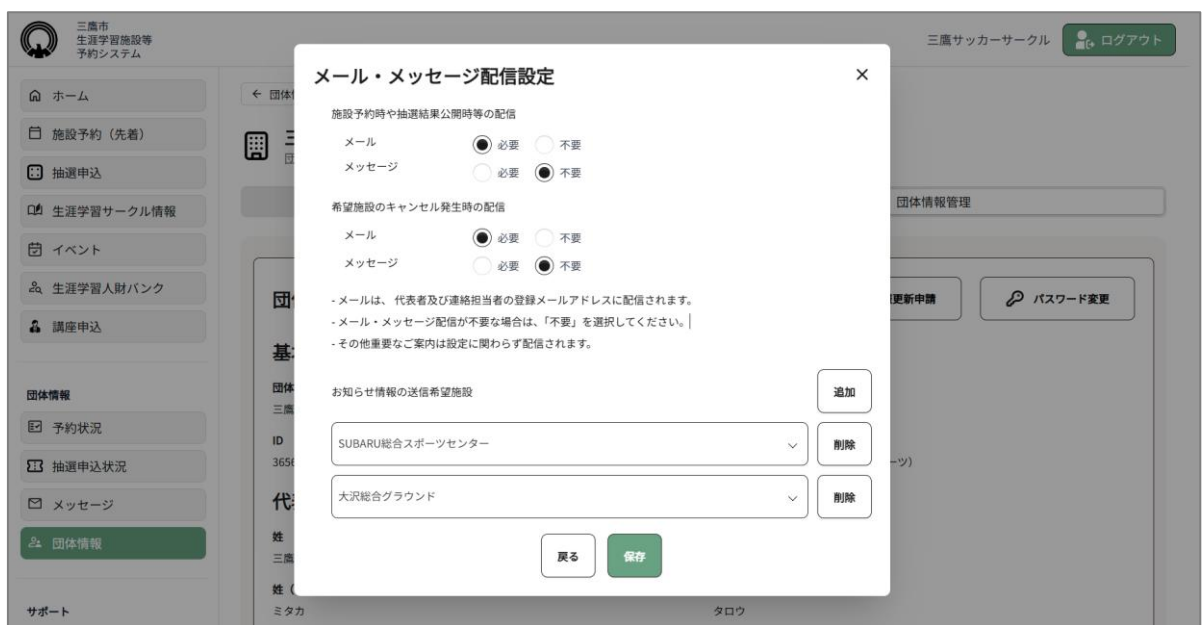 三鷹市
生涯学習施設等
予約システム
三鷹サッカーサークル
ログアウト
ホーム
施設予約（先着）
抽選申込
生涯学習サークル情報
イベント
生涯学習人財バンク
講座申込
団体情報
予約状況
抽選申込状況
メッセージ
団体情報
サポート
← 団体
団体情報管理
更新申請
パスワード変更
基
団体
三鷹
ID
3656
ーツ）
代
姓
三鷹
姓（
ミタカ
タロウ
メール・メッセージ配信設定
×
施設予約時や抽選結果公開時等の配信
メール 必要 不要
メッセージ 必要 不要
希望施設のキャンセル発生時の配信
メール 必要 不要
メッセージ 必要 不要
- メールは、 代表者及び連絡担当者の登録メールアドレスに配信されます。
- メール・メッセージ配信が不要な場合は、「不要」を選択してください。
- その他重要なご案内は設定に関わらず配信されます。
お知らせ情報の送信希望施設 追加
SUBARU総合スポーツセンター 削除
大沢総合グラウンド 削除
戻る 保存